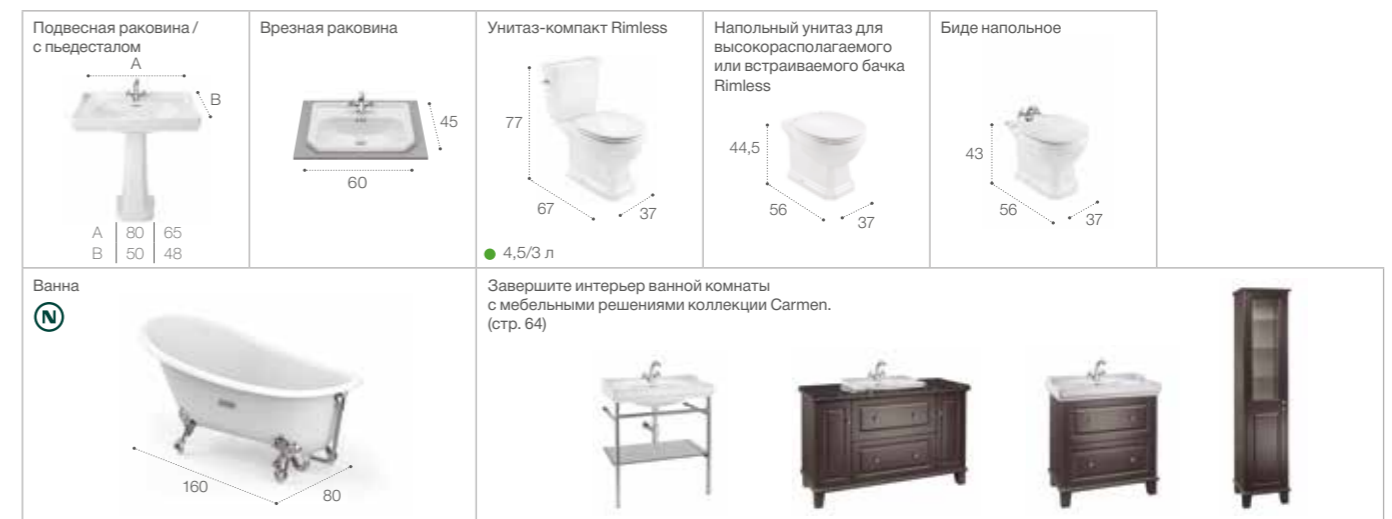 Подвесная раковина /
с пьедесталом
A
B
A 80 65
B 50 48
Врезная раковина
45
60
Унитаз-компакт Rimless
77
67
37
4,5/3 л
Напольный унитаз для
высокорасполагаемого
или встраиваемого бачка
Rimless
44,5
56
37
Биде напольное
43
56
37
Ванна
N
160
80
Завершите интерьер ванной комнаты
с мебельными решениями коллекции Carmen.
(стр. 64)